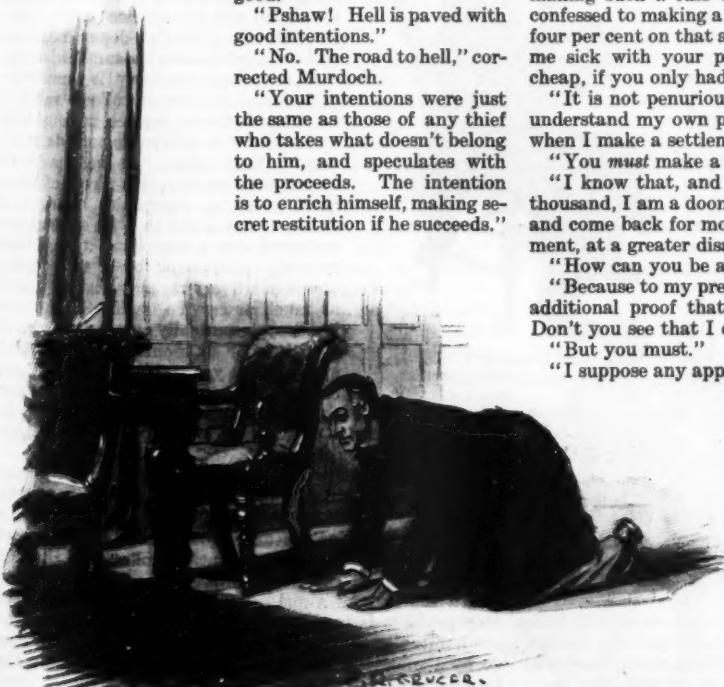 "Pshaw! Hell is paved with
good intentions."
"No. The road to hell," cor-
rected Murdoch.
"Your intentions were just
the same as those of any thief
who takes what doesn't belong
to him, and speculates with
the proceeds. The intention
is to enrich himself, making se-
cret restitution if he succeeds."
confessed to making a
four per cent on that s
me sick with your p
cheap, if you only had
"It is not penuriou
understand my own p
when I make a settlem
"You must make a
"I know that, and
thousand, I am a doom
and come back for mo
ment, at a greater disa
"How can you be a
"Because to my pre
additional proof that
Don't you see that I c
"But you must."
"I suppose any app